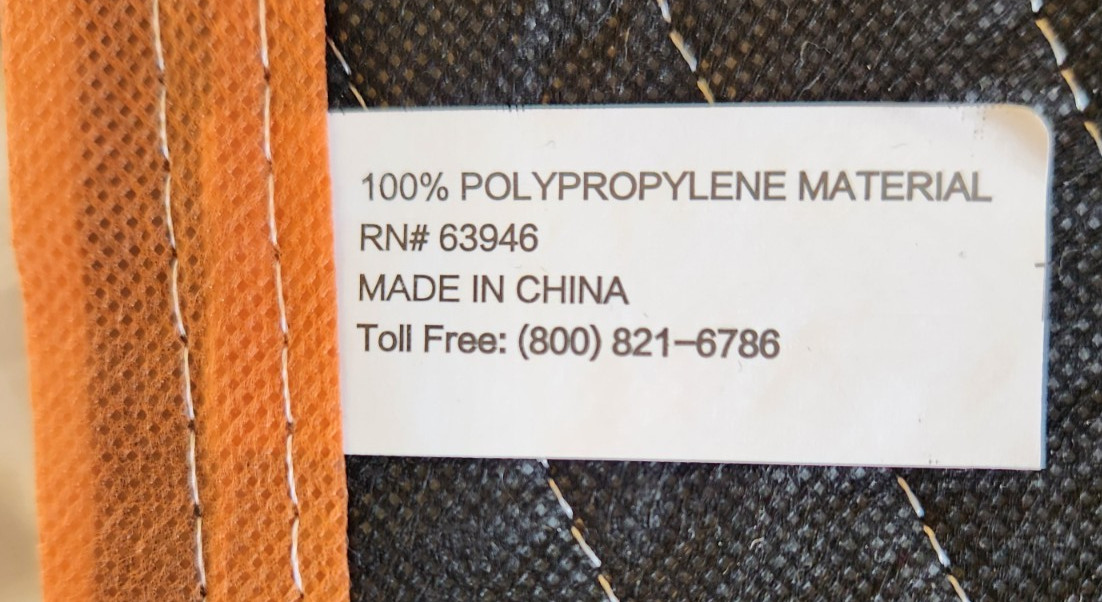 100% POLYPROPYLENE MATERIAL
RN# 63946
MADE IN CHINA
Toll Free: (800) 821-6786